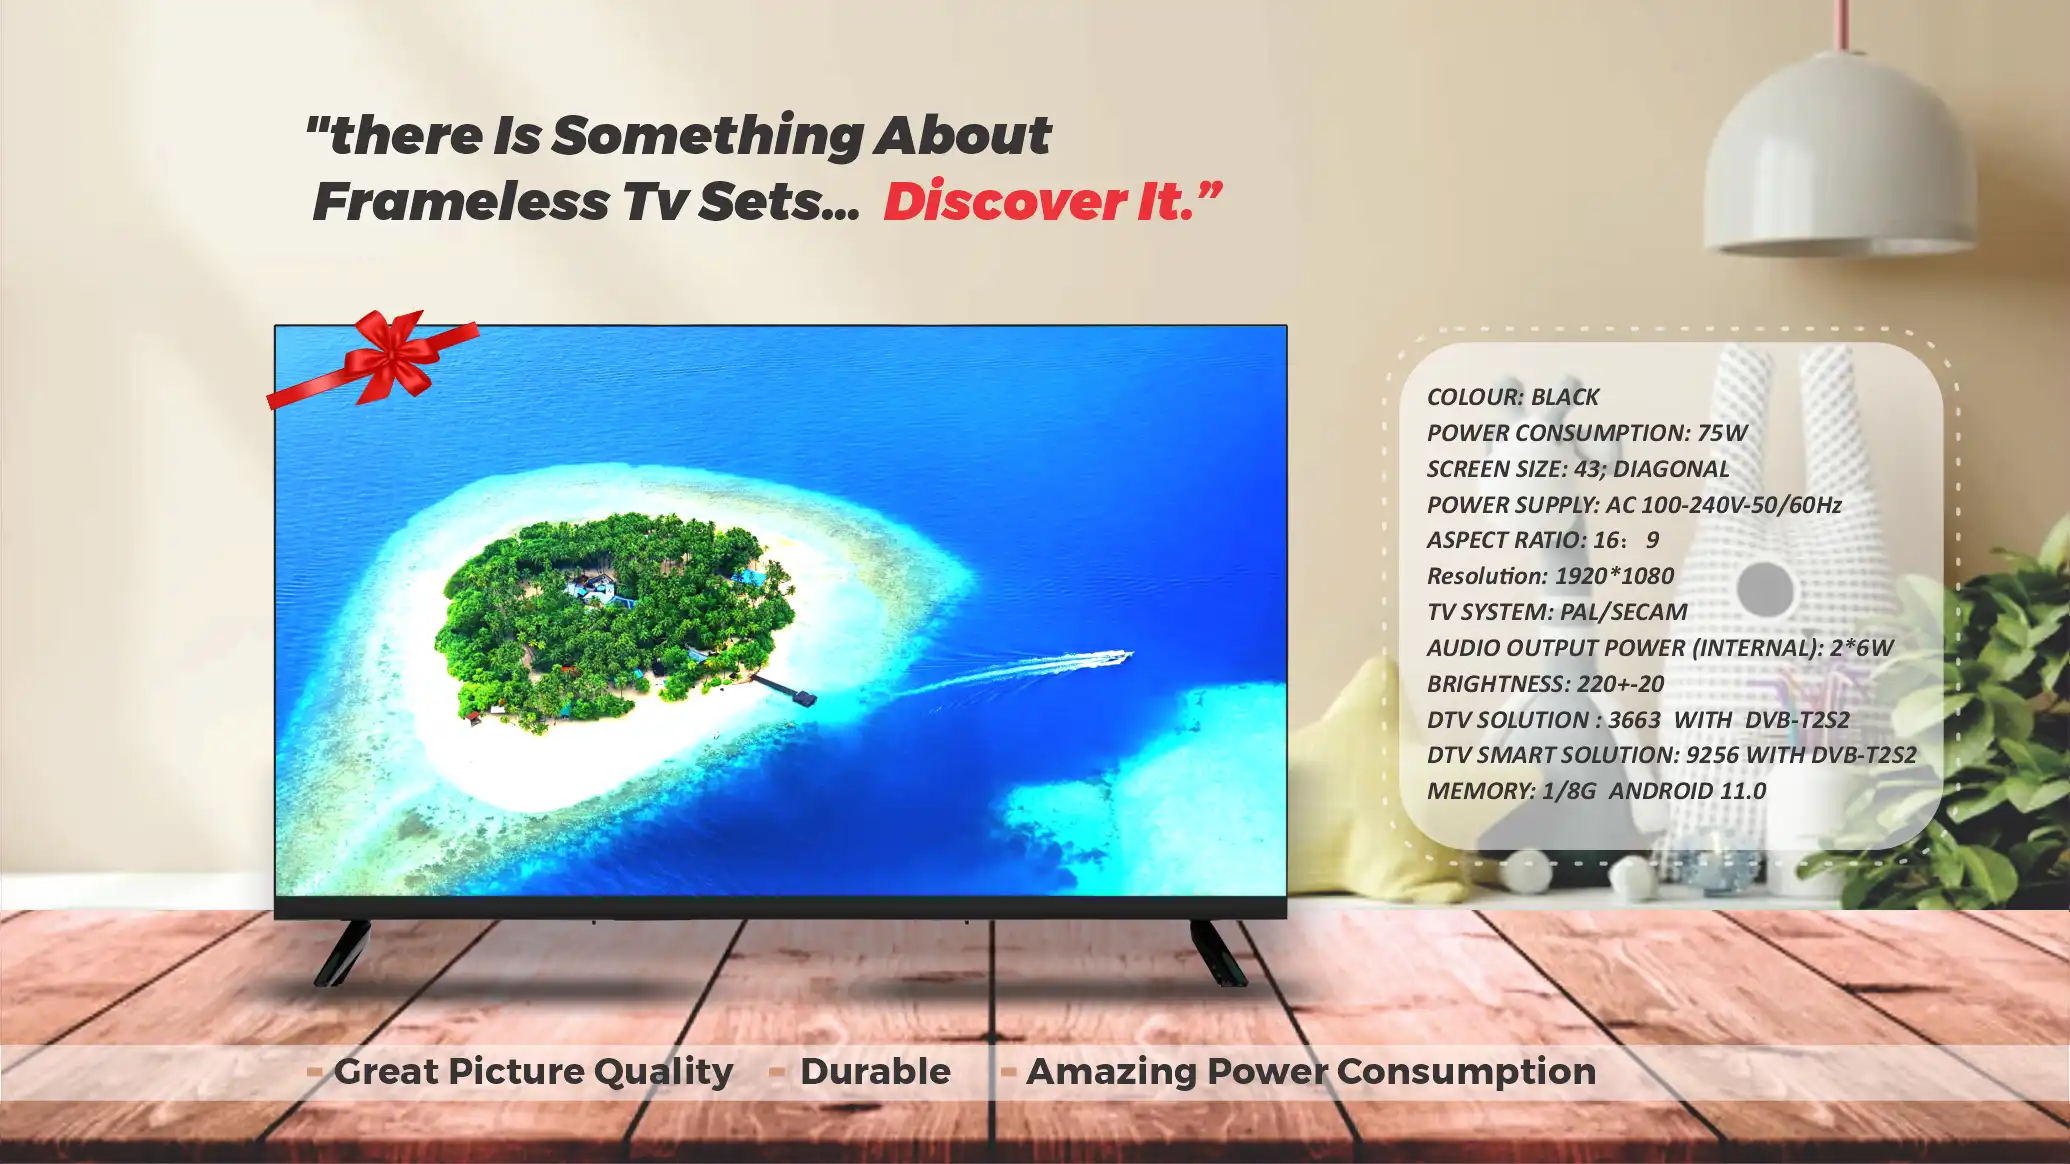 "there Is Something About
Frameless Tv Sets... Discover It.”
COLOUR: BLACK
POWER CONSUMPTION: 75W
SCREEN SIZE: 43; DIAGONAL
POWER SUPPLY: AC 100-240V-50/60Hz
ASPECT RATIO: 16： 9
Resolution: 1920*1080
TV SYSTEM: PAL/SECAM
AUDIO OUTPUT POWER (INTERNAL): 2*6W
BRIGHTNESS: 220+-20
DTV SOLUTION : 3663 WITH DVB-T2S2
DTV SMART SOLUTION: 9256 WITH DVB-T2S2
MEMORY: 1/8G ANDROID 11.0
- Great Picture Quality - Durable - Amazing Power Consumption